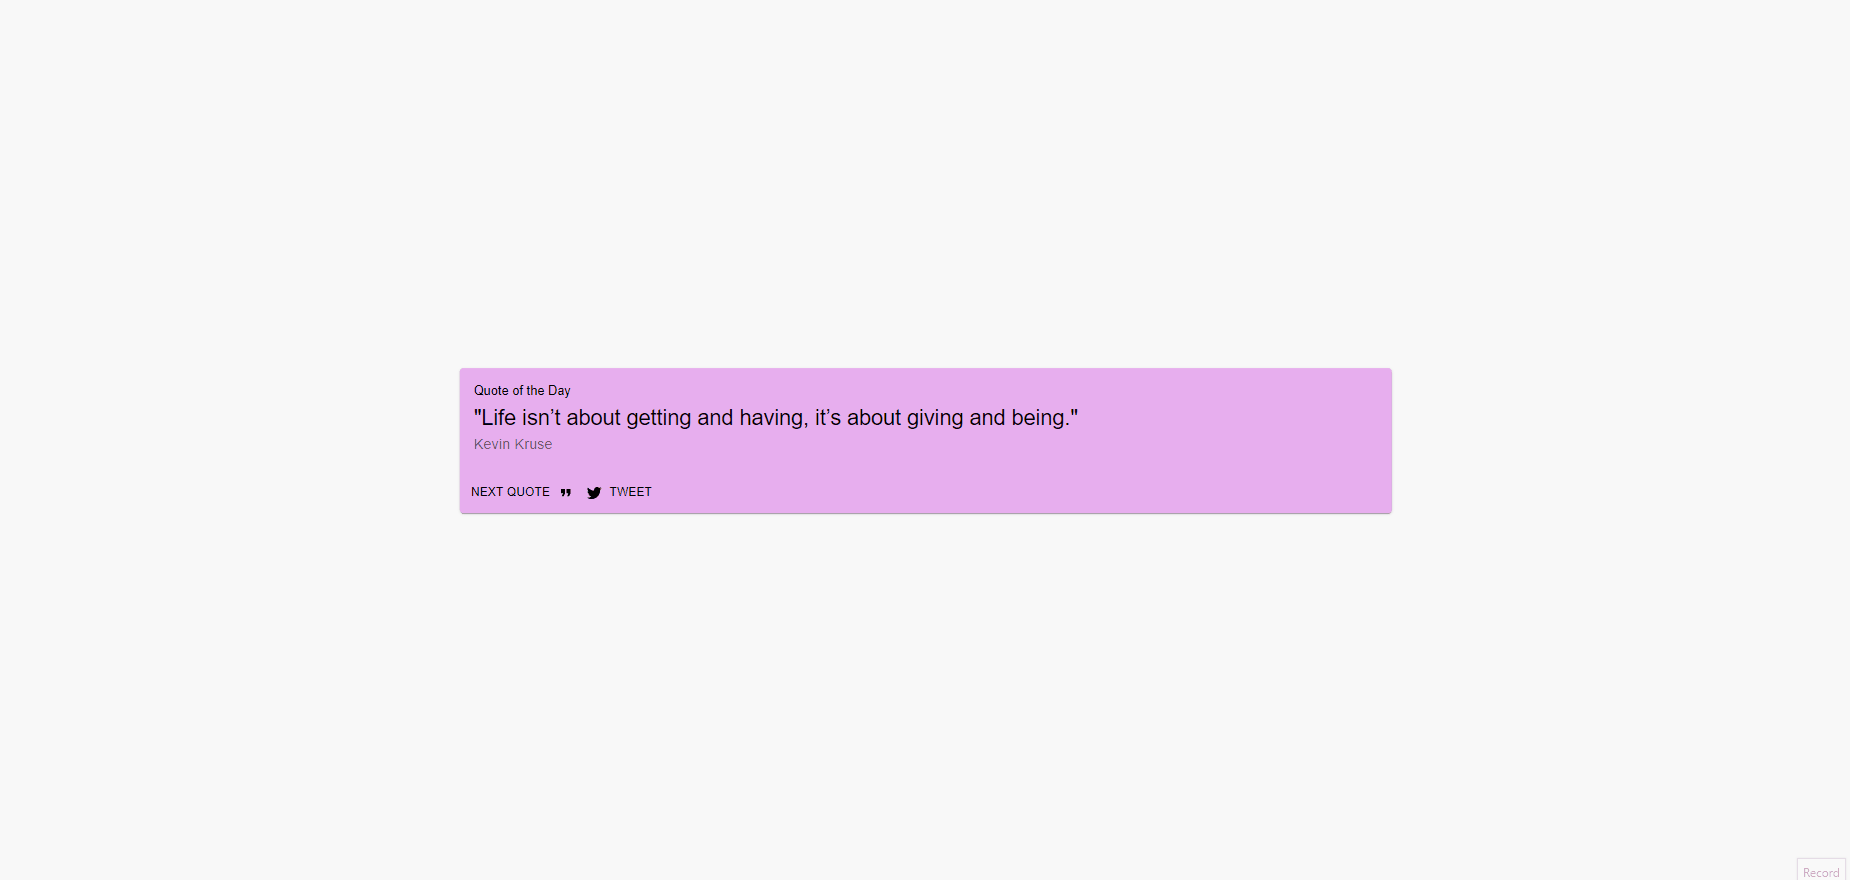 Quote of the Day
"Life isn’t about getting and having, it’s about giving and being."
Kevin Kruse
NEXT QUOTE TWEET
Record